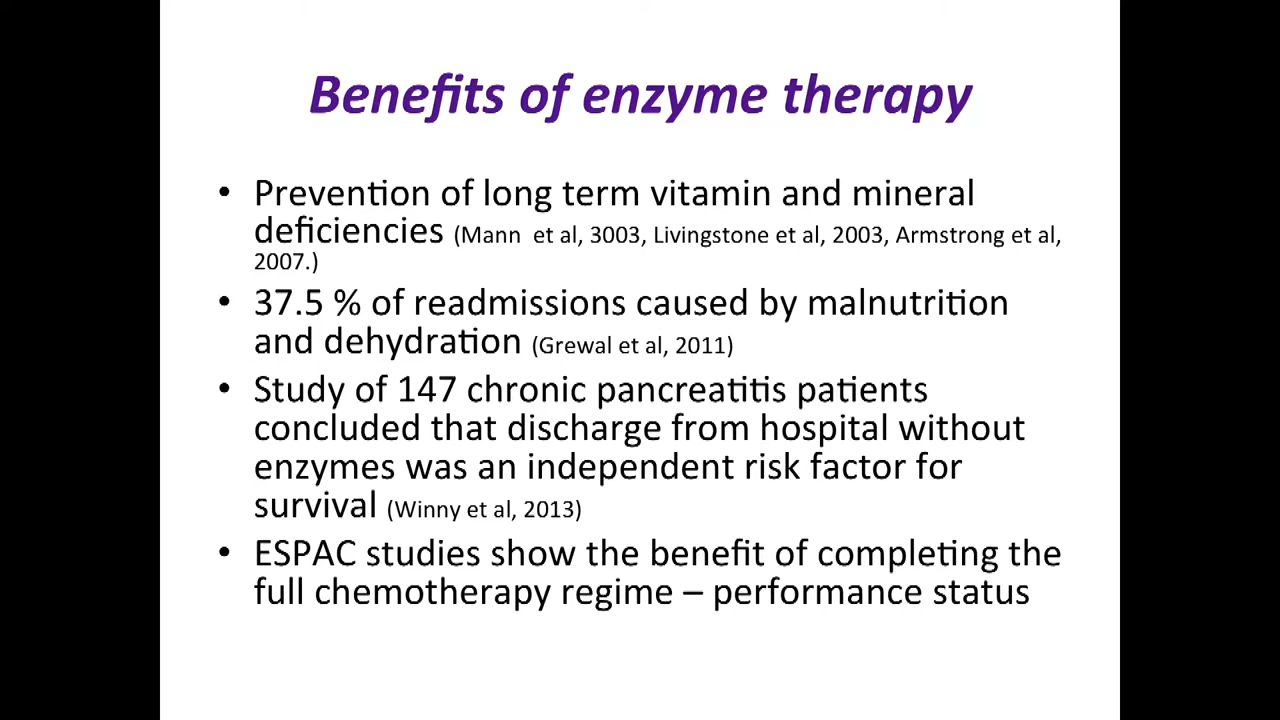 Benefits of enzyme therapy
• Prevention of long term vitamin and mineral
deficiencies (Mann et al, 3003, Livingstone et al, 2003, Armstrong et al,
2007.)
• 37.5 % of readmissions caused by malnutrition
and dehydration (Grewal et al, 2011)
• Study of 147 chronic pancreatitis patients
concluded that discharge from hospital without
enzymes was an independent risk factor for
survival (Winny et al, 2013)
• ESPAC studies show the benefit of completing the
full chemotherapy regime – performance status